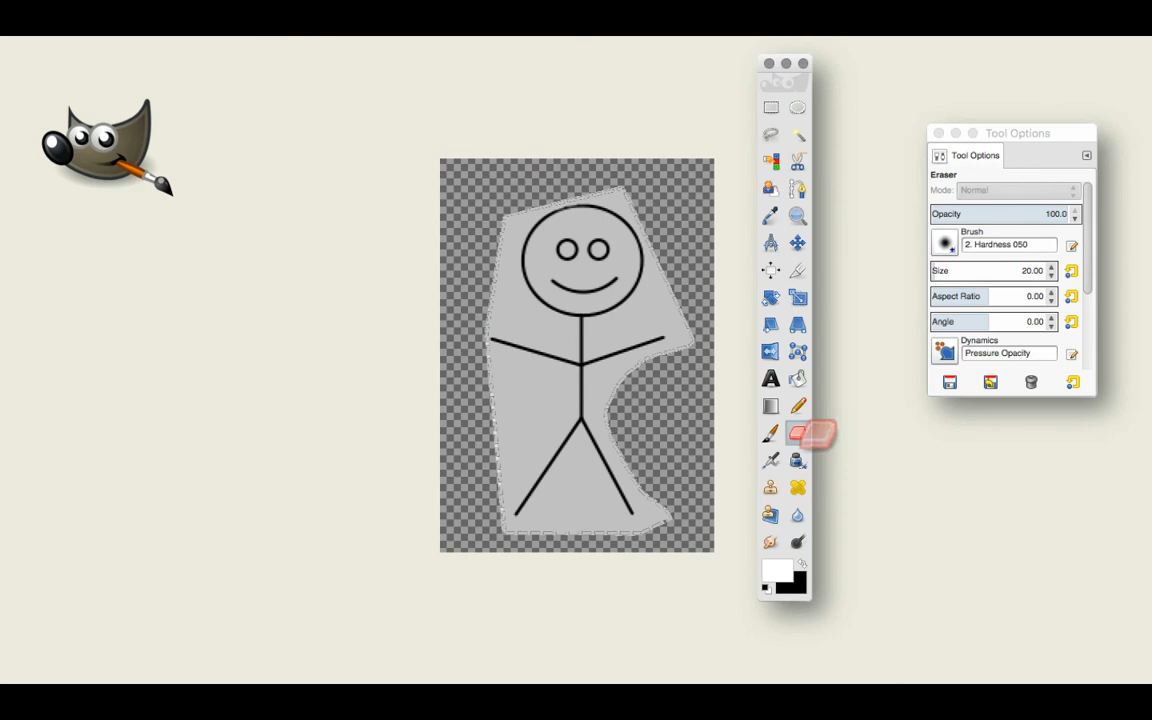 Tool Options
Tool Options
Eraser
Mode: Normal
Opacity 100.0
Brush
2. Hardness 050
Size 20.00
Aspect Ratio 0.00
Angle 0.00
Dynamics
Pressure Opacity